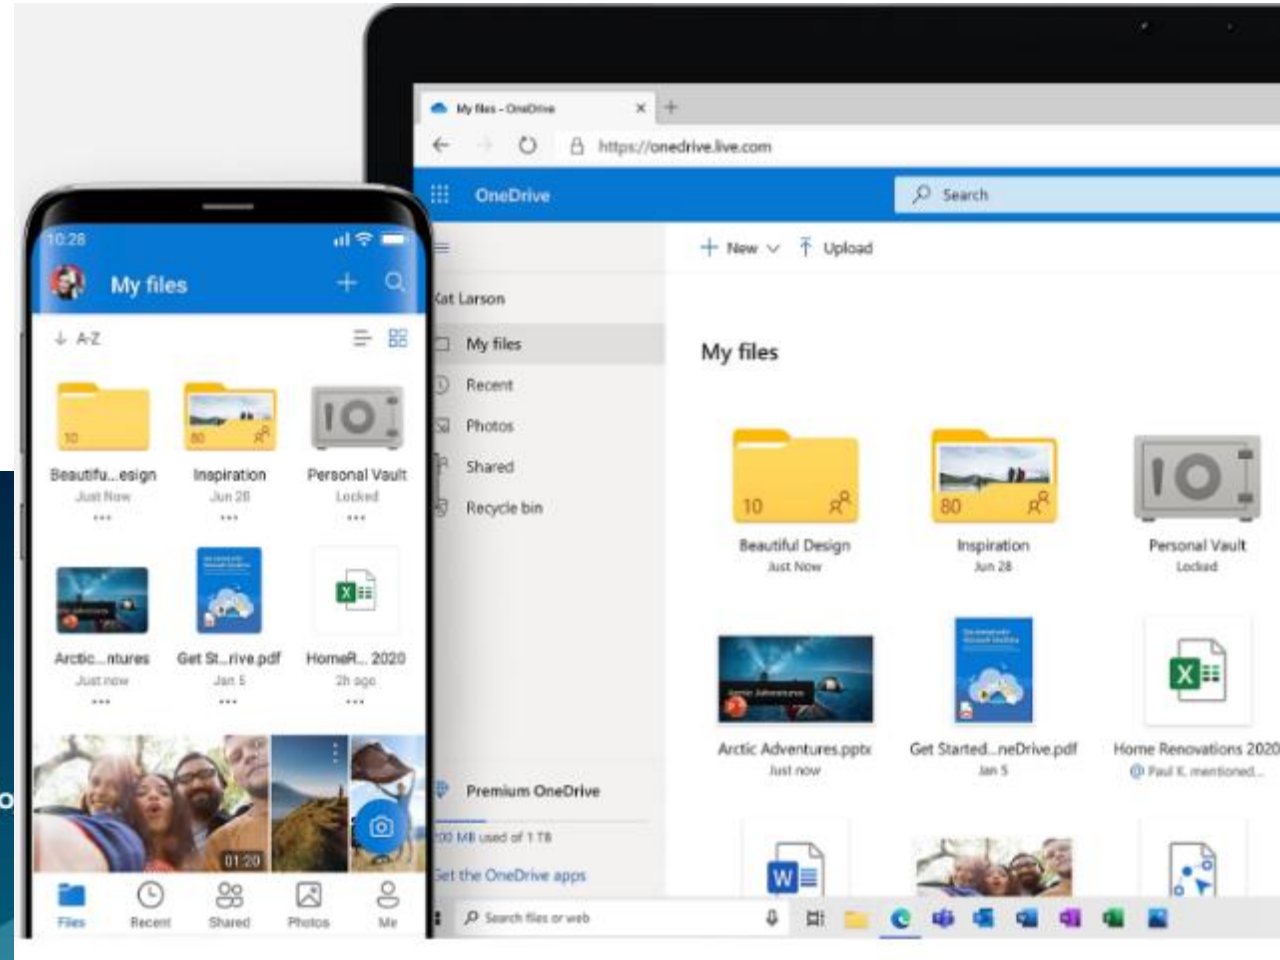 My files - OneDrive
https://onedrive.live.com
OneDrive
Search
New
Upload
Kat Larson
My files
Recent
Photos
Shared
Recycle bin
Premium OneDrive
200 MB used of 1 TB
Get the OneDrive apps
My files
10
80
Beautiful Design
Inspiration
Personal Vault
Just Now
Jun 28
Locked
Arctic Adventures
Arctic Adventures.pptx
Get Started...neDrive.pdf
Home Renovations 2020
Just now
Jan 5
Paul K. mentioned...
Search files or web
10:28
My files
A-Z
10
80
Beautifu...esign
Inspiration
Personal Vault
Just Now
Jun 28
Locked
Arctic...ntures
Get St...rive.pdf
HomeR... 2020
Just now
Jan 5
2h ago
01:20
Files
Recent
Shared
Photos
Me